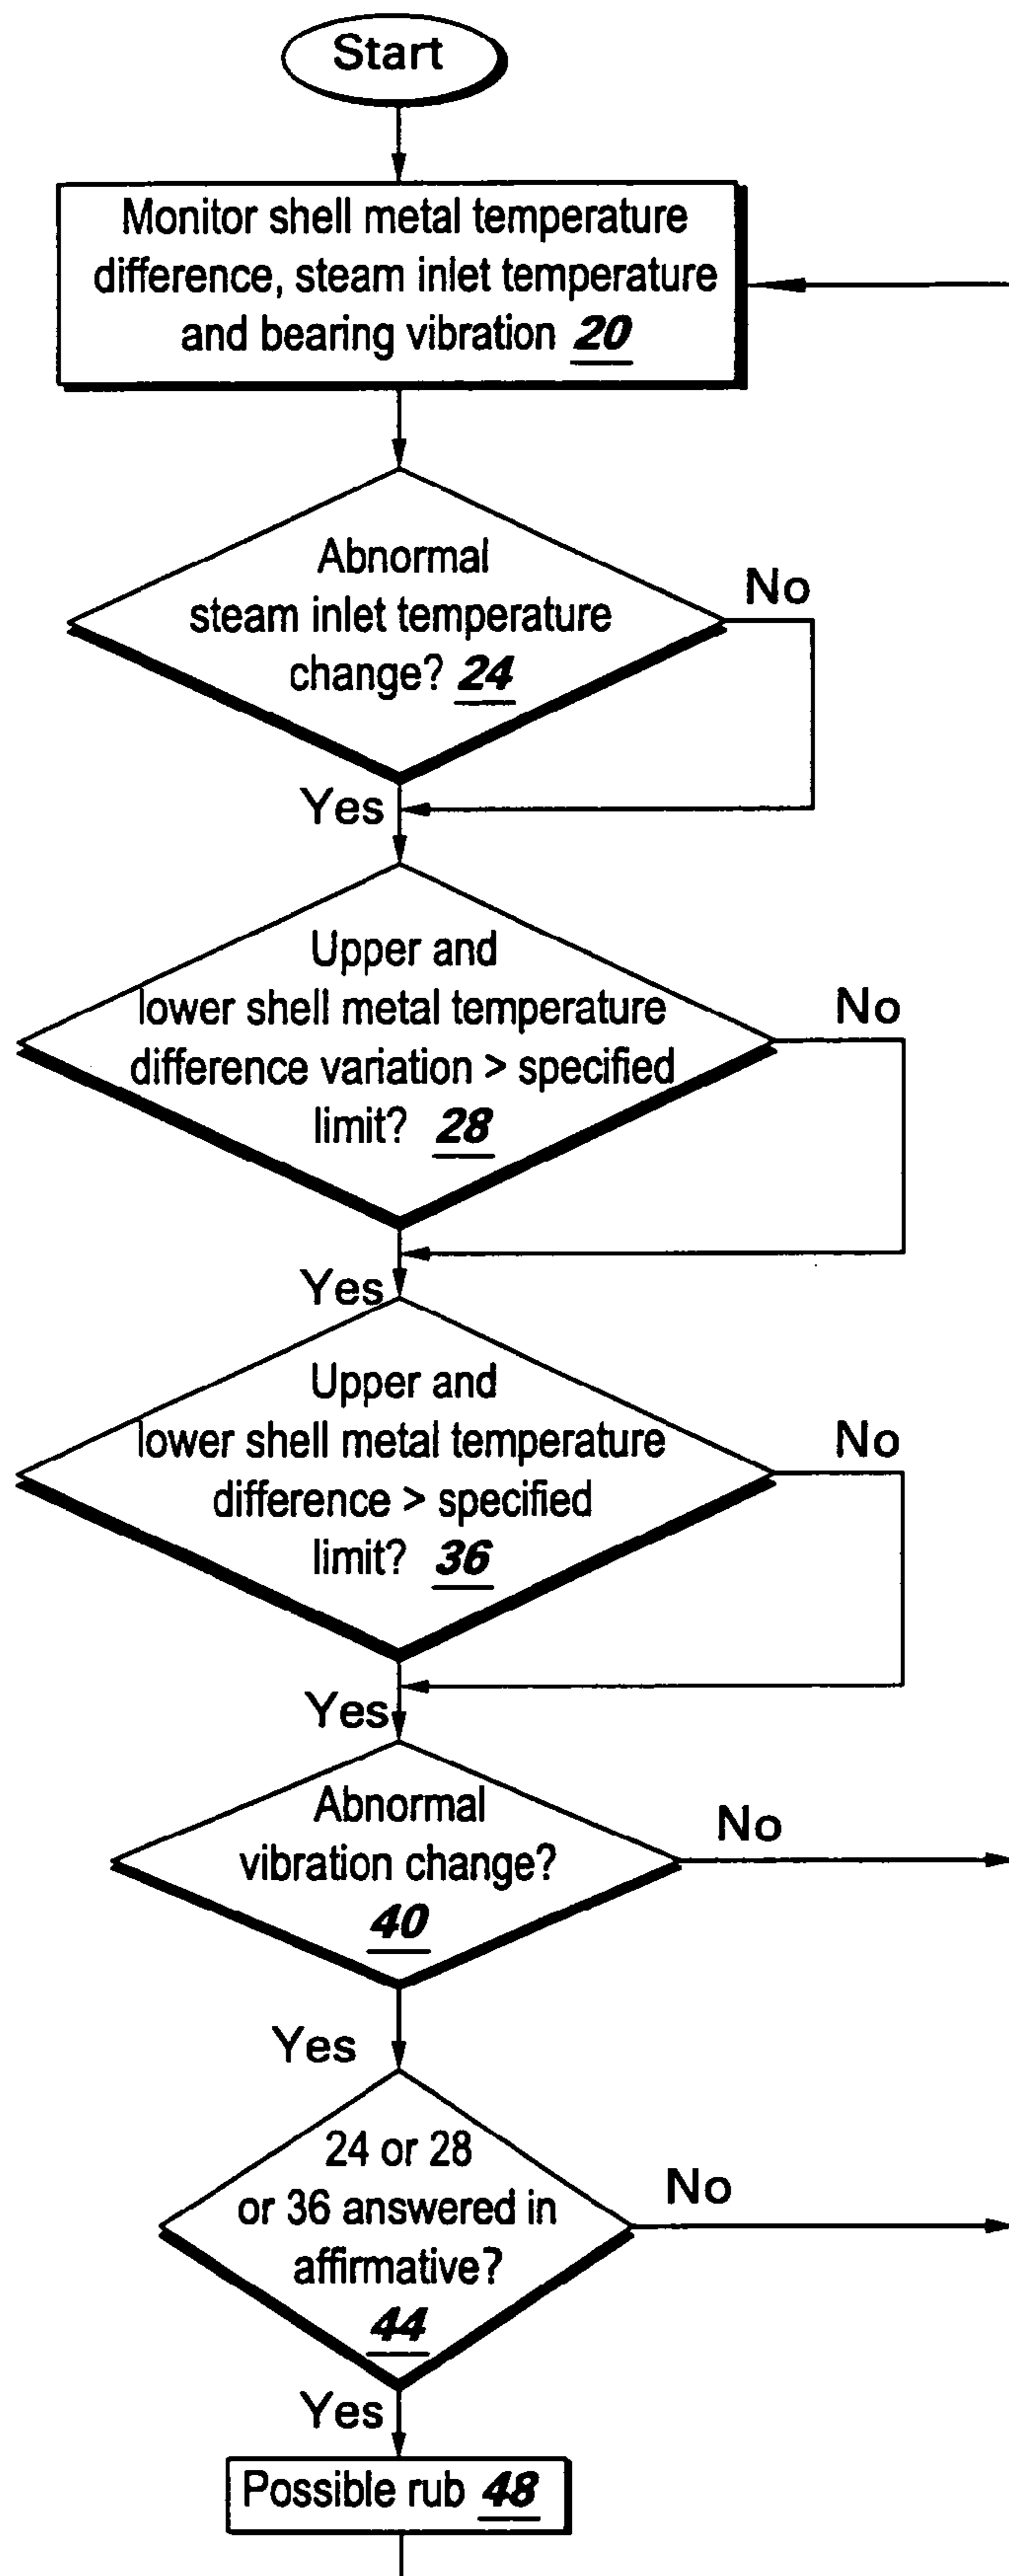 Start
Monitor shell metal temperature
difference, steam inlet temperature
and bearing vibration 20
Abnormal
steam inlet temperature
change? 24
No
Yes
Upper and
lower shell metal temperature
difference variation > specified
limit? 28
No
Yes
Upper and
lower shell metal temperature
difference > specified
limit? 36
No
Yes
Abnormal
vibration change?
40
No
Yes
24 or 28
or 36 answered in
affirmative?
44
No
Yes
Possible rub 48